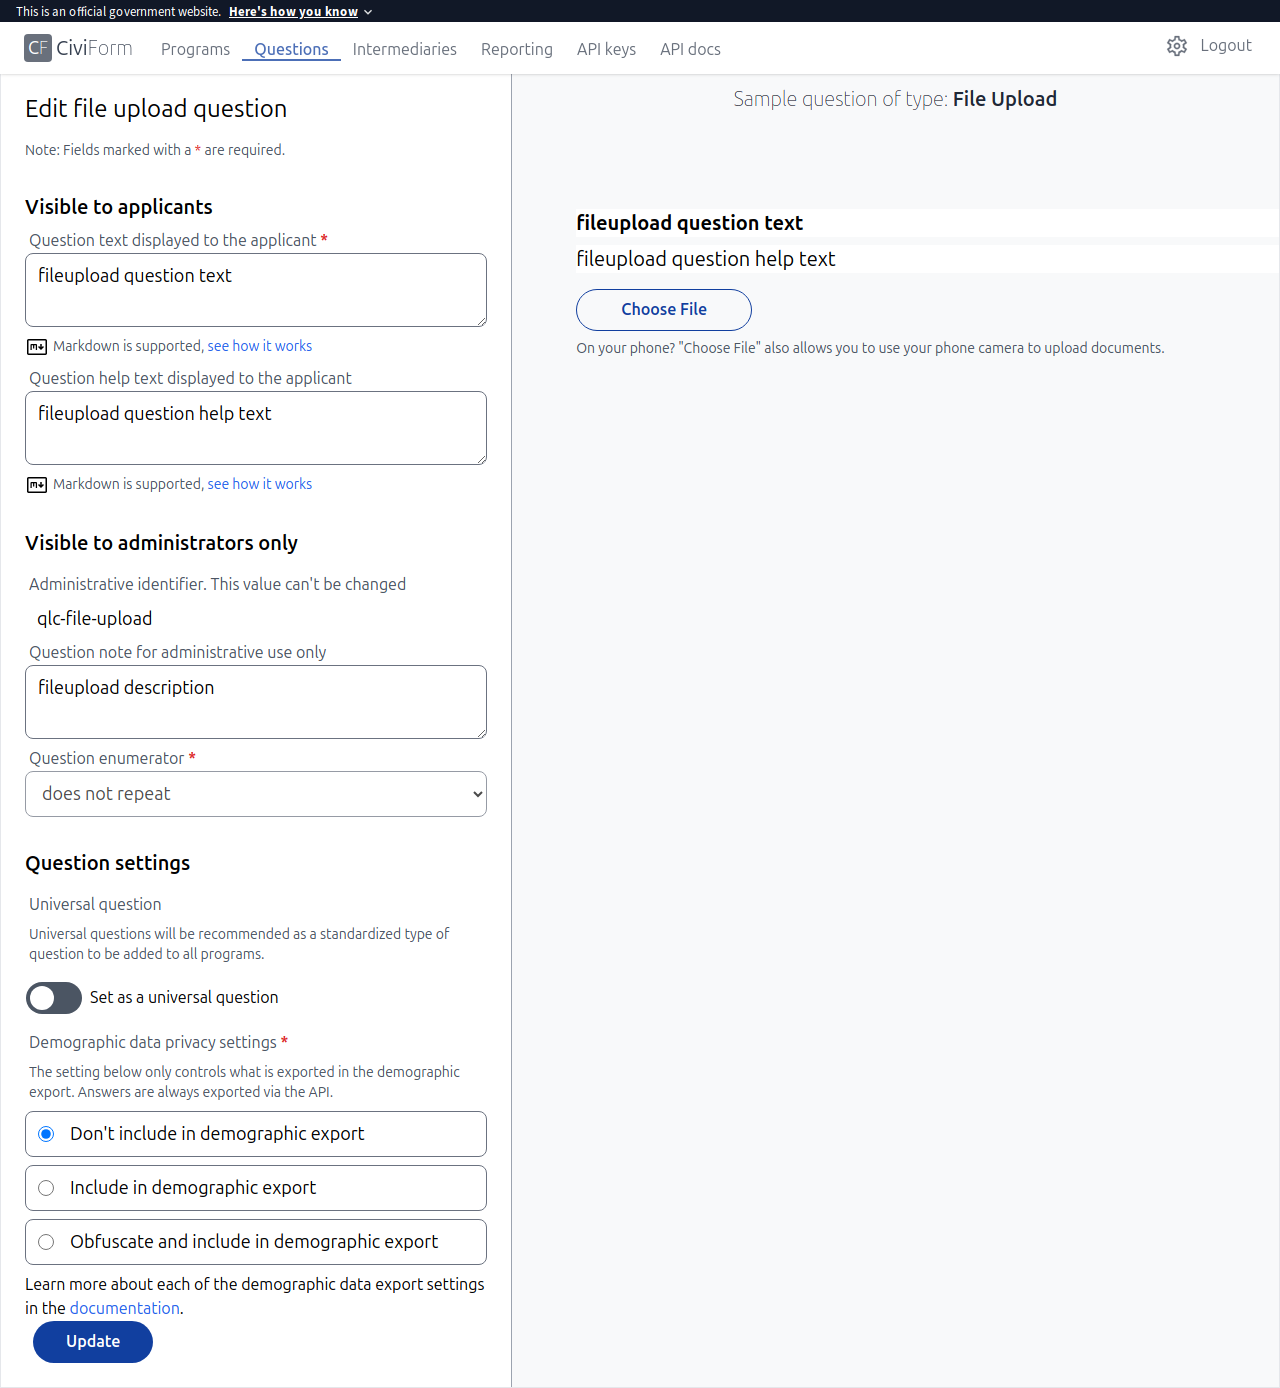 This is an official government website. Here's how you know
CF CiviForm Programs Questions Intermediaries Reporting API keys API docs Logout
Edit file upload question
Note: Fields marked with a * are required.
Visible to applicants
Question text displayed to the applicant *
fileupload question text
Markdown is supported, see how it works
Question help text displayed to the applicant
fileupload question help text
Markdown is supported, see how it works
Visible to administrators only
Administrative identifier. This value can't be changed
qlc-file-upload
Question note for administrative use only
fileupload description
Question enumerator *
does not repeat
Question settings
Universal question
Universal questions will be recommended as a standardized type of
question to be added to all programs.
Set as a universal question
Demographic data privacy settings *
The setting below only controls what is exported in the demographic
export. Answers are always exported via the API.
Don't include in demographic export
Include in demographic export
Obfuscate and include in demographic export
Learn more about each of the demographic data export settings
in the documentation.
Update
Sample question of type: File Upload
fileupload question text
fileupload question help text
Choose File
On your phone? "Choose File" also allows you to use your phone camera to upload documents.